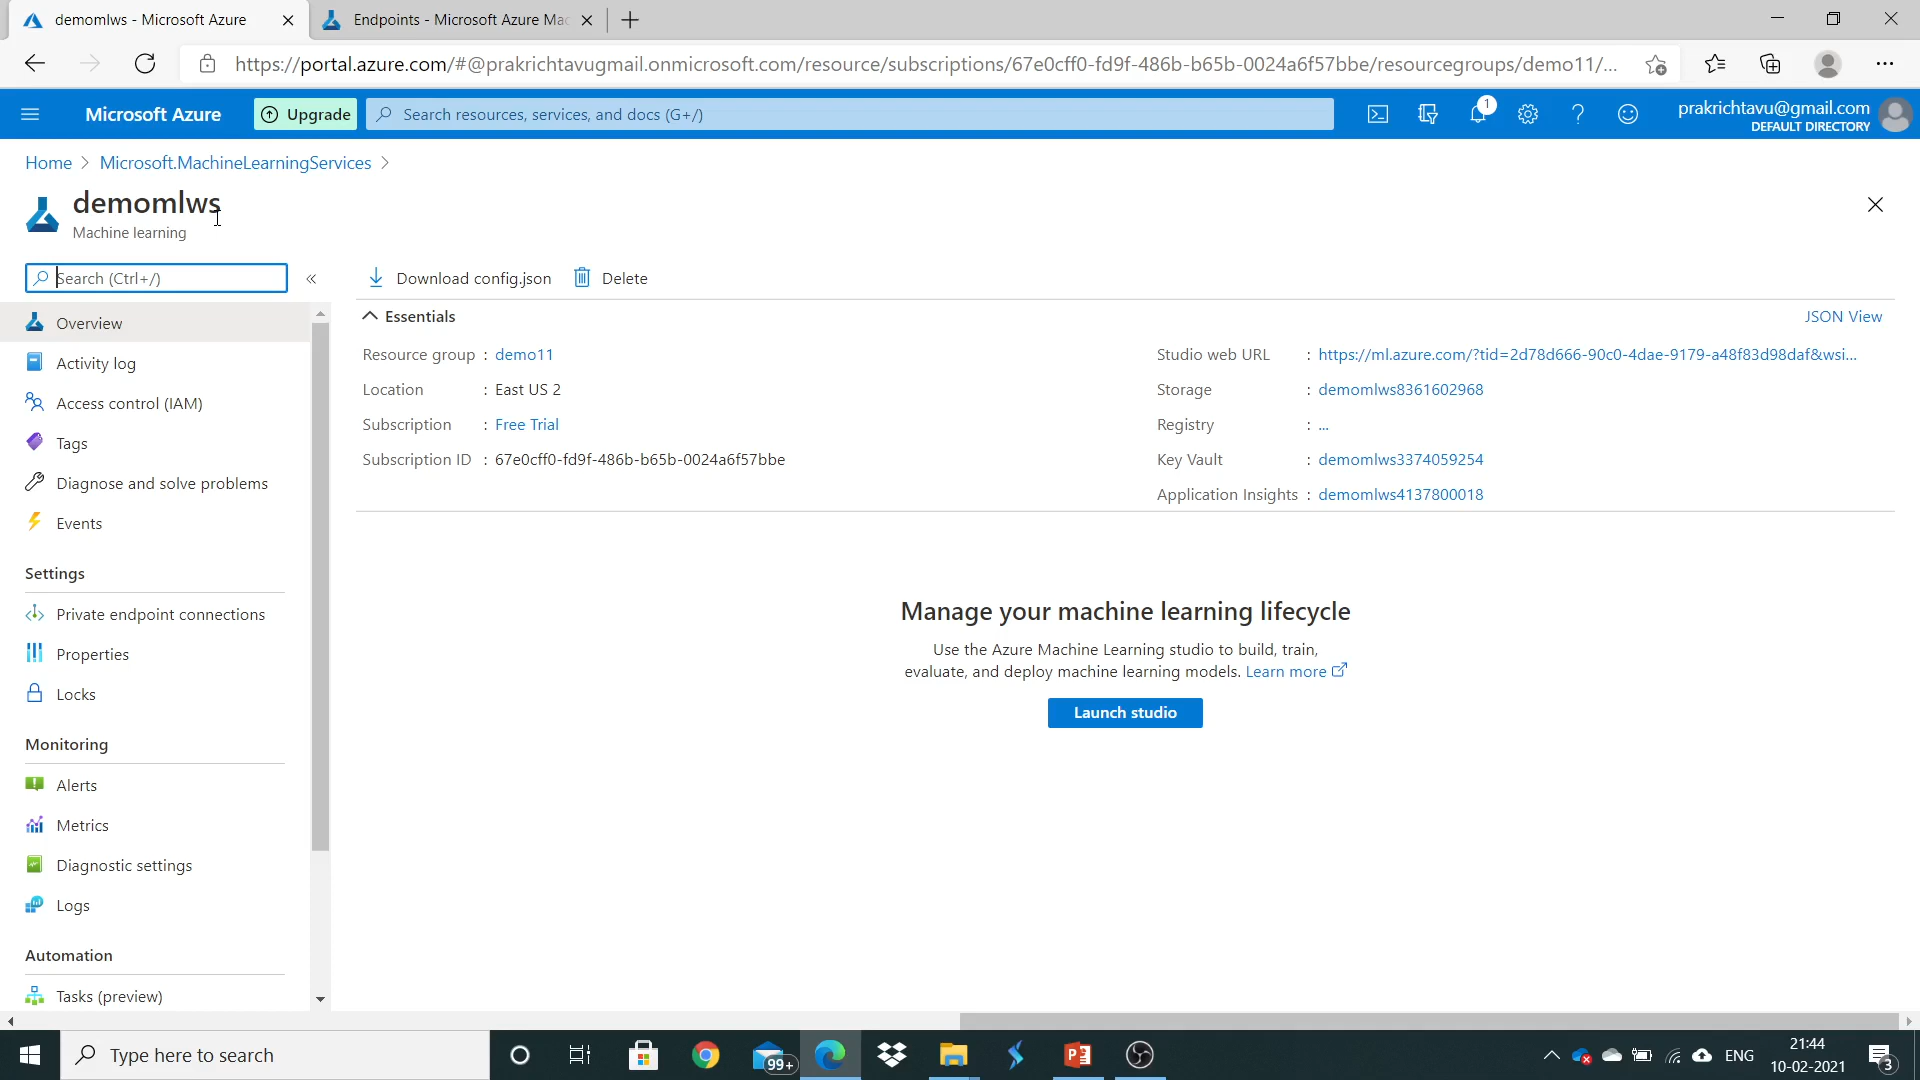 demomlws - Microsoft Azure
Endpoints - Microsoft Azure Mac
https://portal.azure.com/#@prakrichtavugmail.onmicrosoft.com/resource/subscriptions/67e0cff0-fd9f-486b-b65b-0024a6f57bbe/resourcegroups/demo11/...
Microsoft Azure
Upgrade
Search resources, services, and docs (G+/)
1
prakrichtavu@gmail.com
DEFAULT DIRECTORY
Home > Microsoft.MachineLearningServices >
demomlws
Machine learning
Search (Ctrl+/)
«
Download config.json
Delete
Overview
Activity log
Access control (IAM)
Tags
Diagnose and solve problems
Events
Settings
Private endpoint connections
Properties
Locks
Monitoring
Alerts
Metrics
Diagnostic settings
Logs
Automation
Tasks (preview)
Essentials
JSON View
Resource group : demo11
Location : East US 2
Subscription : Free Trial
Subscription ID : 67e0cff0-fd9f-486b-b65b-0024a6f57bbe
Studio web URL : https://ml.azure.com/?tid=2d78d666-90c0-4dae-9179-a48f83d98daf&wsi...
Storage : demomlws8361602968
Registry : ...
Key Vault : demomlws3374059254
Application Insights : demomlws4137800018
Manage your machine learning lifecycle
Use the Azure Machine Learning studio to build, train,
evaluate, and deploy machine learning models. Learn more
Launch studio
Type here to search
99+
ENG
21:44
10-02-2021
3